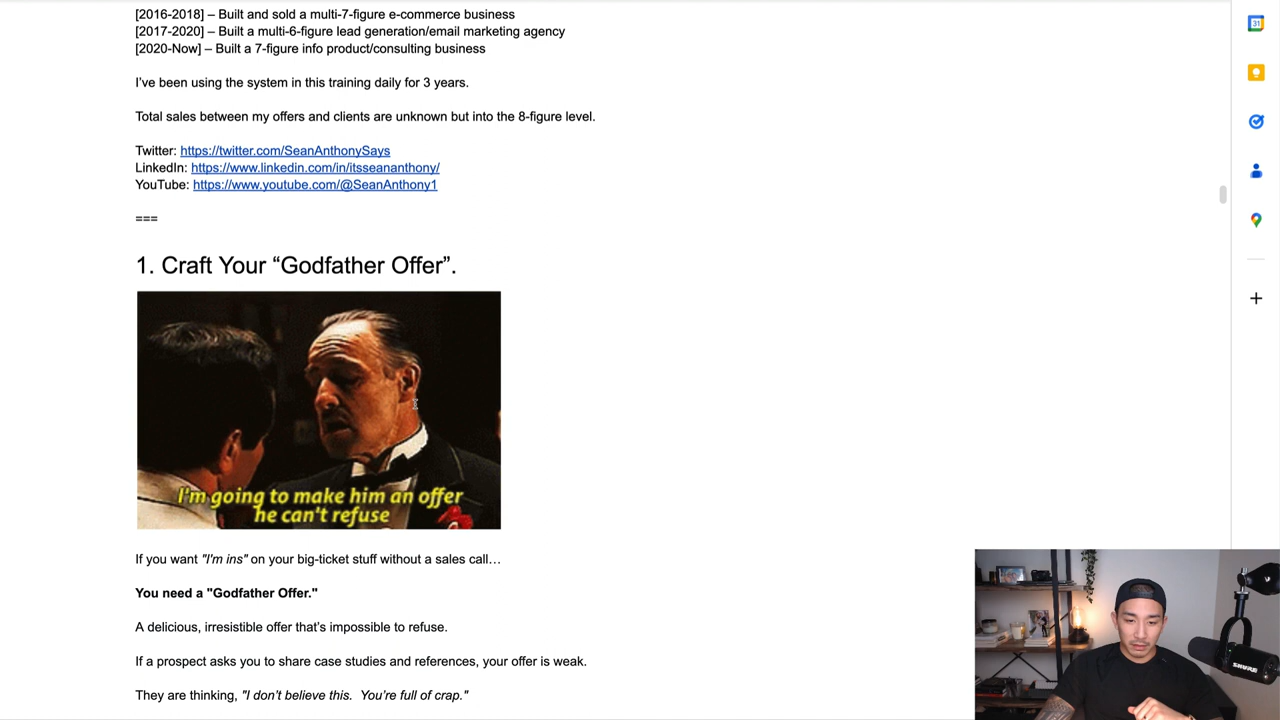 [2016-2018] – Built and sold a multi-7-figure e-commerce business
[2017-2020] – Built a multi-6-figure lead generation/email marketing agency
[2020-Now] – Built a 7-figure info product/consulting business
I’ve been using the system in this training daily for 3 years.
Total sales between my offers and clients are unknown but into the 8-figure level.
Twitter: https://twitter.com/SeanAnthonySays
LinkedIn: https://www.linkedin.com/in/itsseananthony/
YouTube: https://www.youtube.com/@SeanAnthony1
===
1. Craft Your “Godfather Offer”.
I'm going to make him an offer
he can't refuse
If you want "I'm ins" on your big-ticket stuff without a sales call…
You need a "Godfather Offer."
A delicious, irresistible offer that’s impossible to refuse.
If a prospect asks you to share case studies and references, your offer is weak.
They are thinking, "I don’t believe this.  You’re full of crap."
31
SHURE